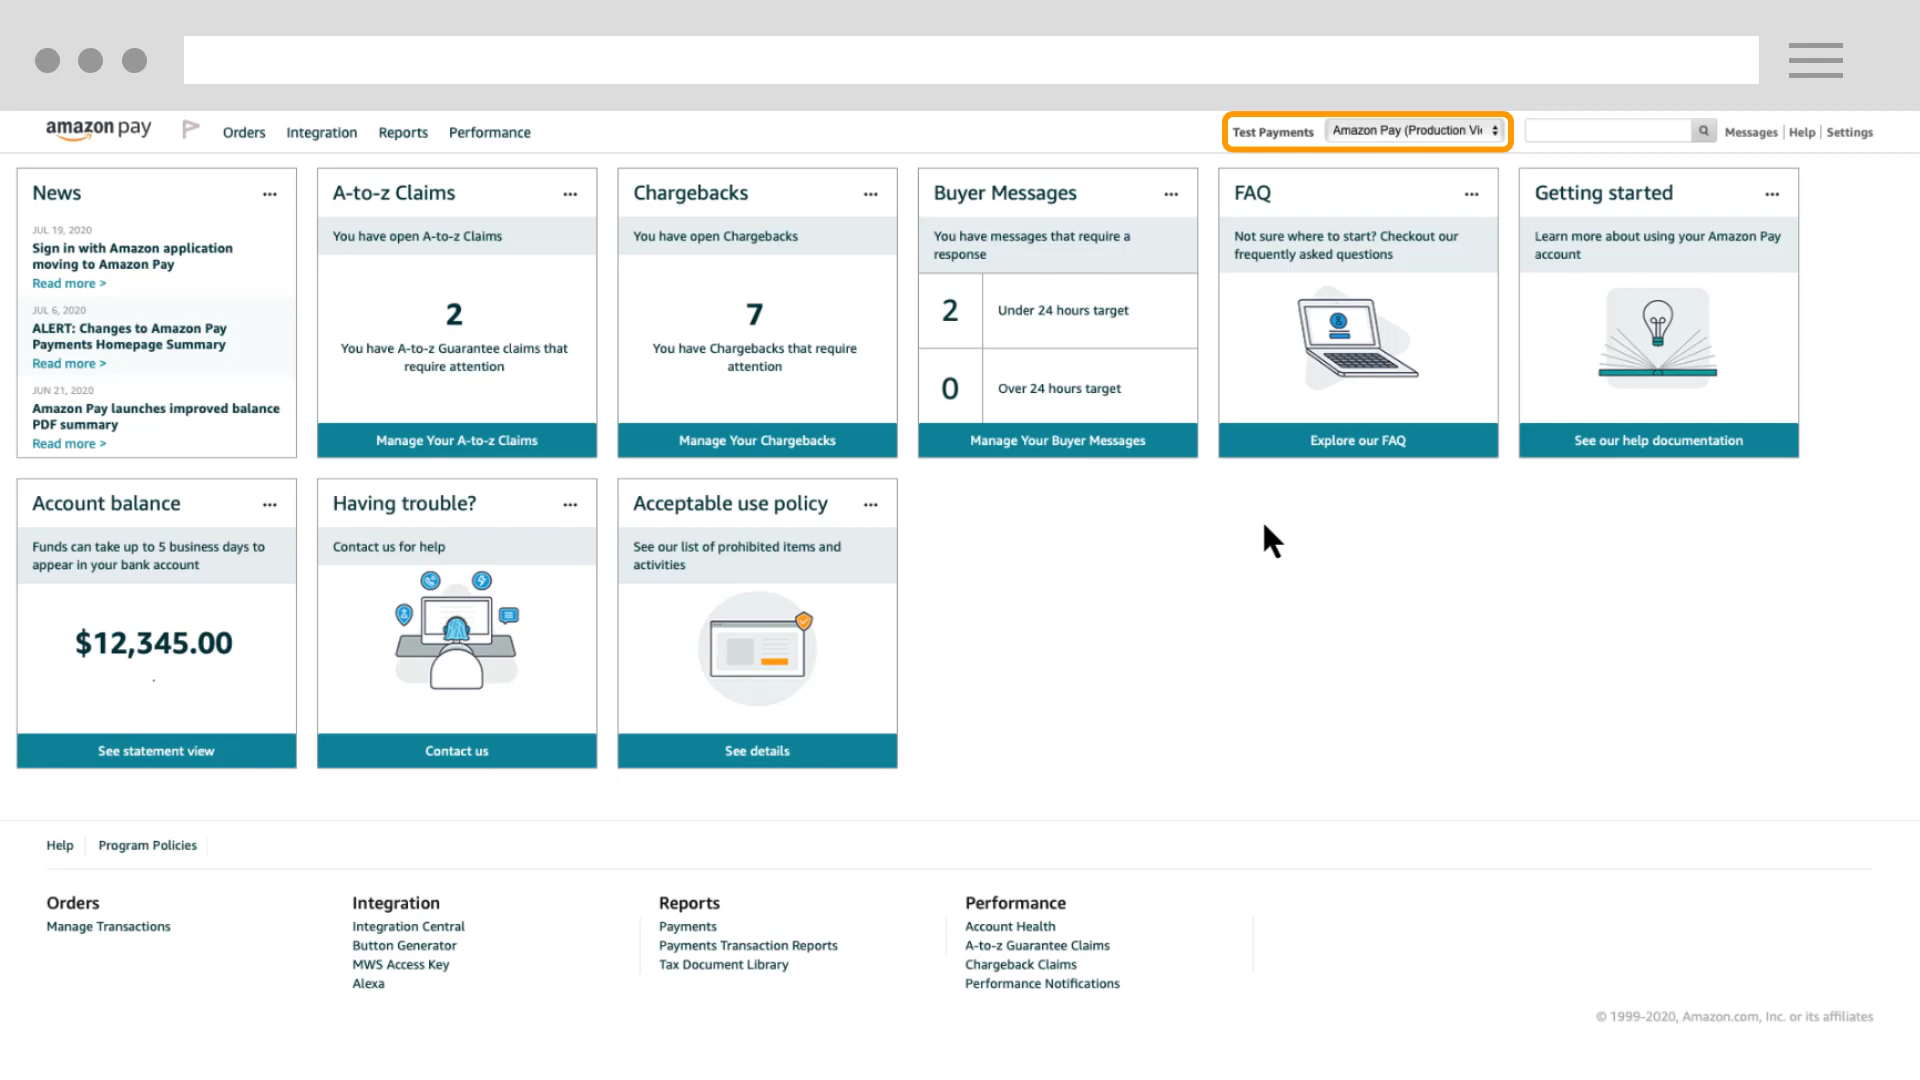 amazon pay
Orders
Integration
Reports
Performance
Test Payments
Amazon Pay (Production Vi
Messages | Help | Settings
News
JUL 19, 2020
Sign in with Amazon application
moving to Amazon Pay
Read more >
JUL 6, 2020
ALERT: Changes to Amazon Pay
Payments Homepage Summary
Read more >
JUN 21, 2020
Amazon Pay launches improved balance
PDF summary
Read more >
A-to-z Claims
You have open A-to-z Claims
2
You have A-to-z Guarantee claims that
require attention
Manage Your A-to-z Claims
Chargebacks
You have open Chargebacks
7
You have Chargebacks that require
attention
Manage Your Chargebacks
Buyer Messages
You have messages that require a
response
2
Under 24 hours target
0
Over 24 hours target
Manage Your Buyer Messages
FAQ
Not sure where to start? Checkout our
frequently asked questions
Explore our FAQ
Getting started
Learn more about using your Amazon Pay
account
See our help documentation
Account balance
Funds can take up to 5 business days to
appear in your bank account
$12,345.00
.
See statement view
Having trouble?
Contact us for help
Contact us
Acceptable use policy
See our list of prohibited items and
activities
See details
Help
Program Policies
Orders
Manage Transactions
Integration
Integration Central
Button Generator
MWS Access Key
Alexa
Reports
Payments
Payments Transaction Reports
Tax Document Library
Performance
Account Health
A-to-z Guarantee Claims
Chargeback Claims
Performance Notifications
© 1999-2020, Amazon.com, Inc. or its affiliates